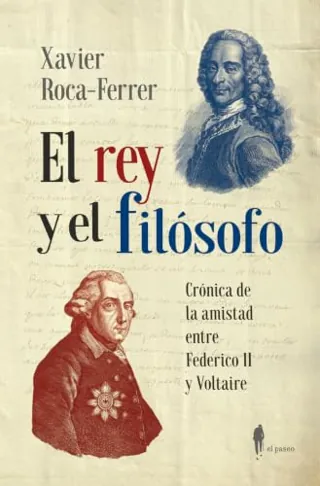 Xavier
Roca-Ferrer
El rey
y el filósofo
Crónica de
la amistad
entre
Federico II
y Voltaire
el paseo